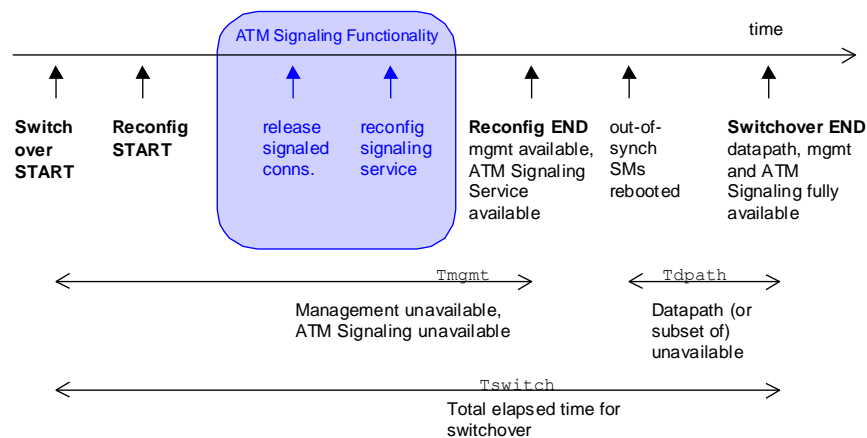 ATM Signaling Functionality
time
Switch
over
START
Reconfig
START
release
signaled
conns.
reconfig
signaling
service
Reconfig END
mgmt available,
ATM Signaling
Service
available
out-of-
synch
SMs
rebooted
Switchover END
datapath, mgmt
and ATM
Signaling fully
available
Tmgmt
Management unavailable,
ATM Signaling unavailable
Tdpath
Datapath (or
subset of)
unavailable
Tswitch
Total elapsed time for
switchover